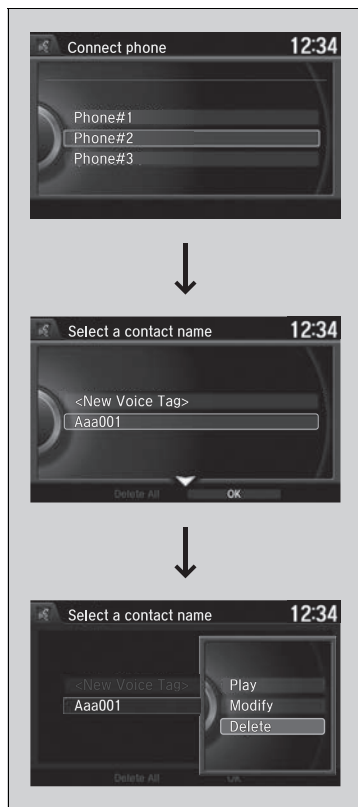 Connect phone 12:34
Phone#1
Phone#2
Phone#3
Select a contact name 12:34
<New Voice Tag>
Aaa001
Delete All OK
Select a contact name 12:34
<New Voice Tag> Play
Aaa001 Modify
Delete
Delete All OK